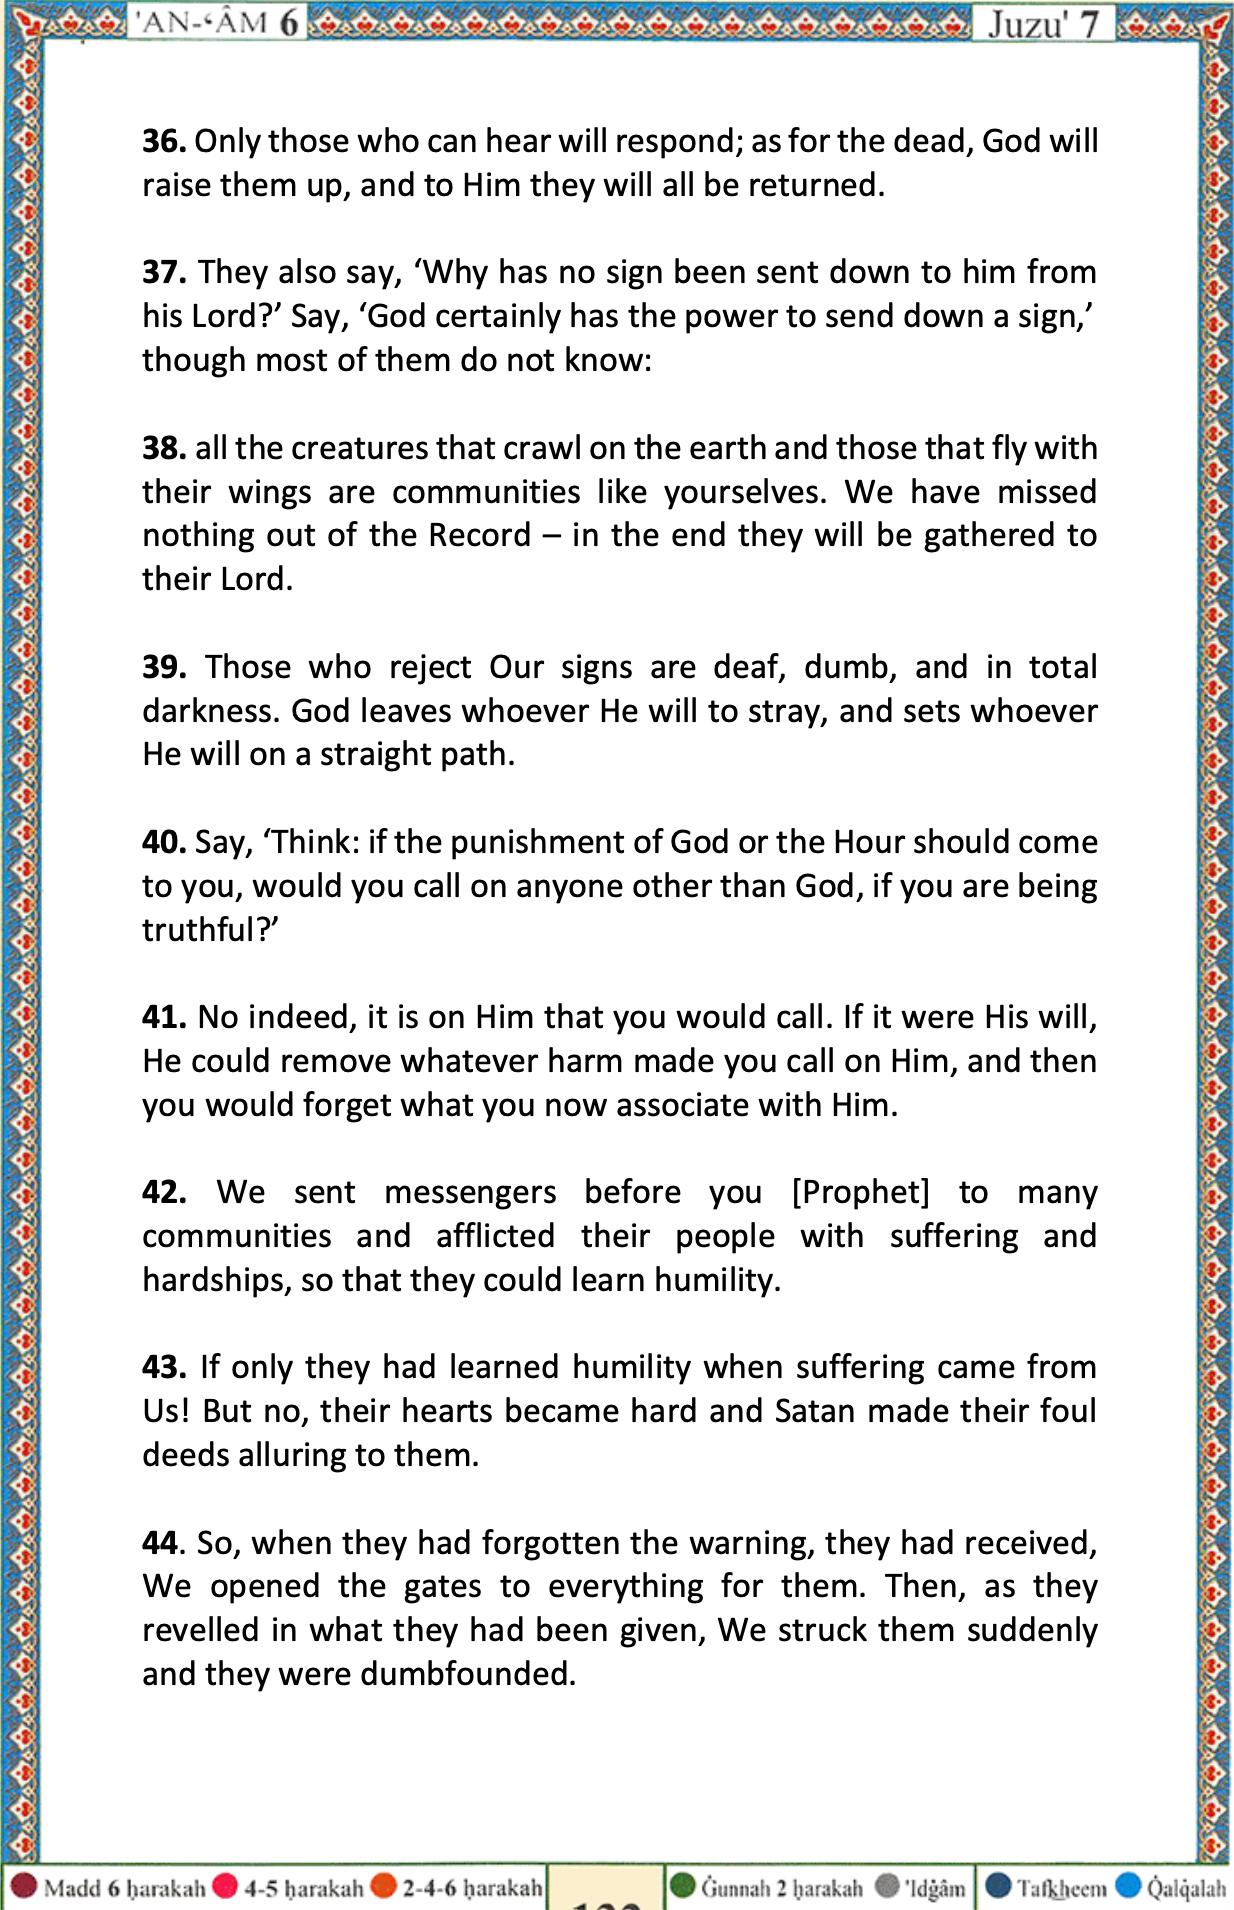 'AN-‘ÂM 6
Juzu' 7
36. Only those who can hear will respond; as for the dead, God will
raise them up, and to Him they will all be returned.
37. They also say, ‘Why has no sign been sent down to him from
his Lord?’ Say, ‘God certainly has the power to send down a sign,’
though most of them do not know:
38. all the creatures that crawl on the earth and those that fly with
their wings are communities like yourselves. We have missed
nothing out of the Record – in the end they will be gathered to
their Lord.
39. Those who reject Our signs are deaf, dumb, and in total
darkness. God leaves whoever He will to stray, and sets whoever
He will on a straight path.
40. Say, ‘Think: if the punishment of God or the Hour should come
to you, would you call on anyone other than God, if you are being
truthful?’
41. No indeed, it is on Him that you would call. If it were His will,
He could remove whatever harm made you call on Him, and then
you would forget what you now associate with Him.
42. We sent messengers before you [Prophet] to many
communities and afflicted their people with suffering and
hardships, so that they could learn humility.
43. If only they had learned humility when suffering came from
Us! But no, their hearts became hard and Satan made their foul
deeds alluring to them.
44. So, when they had forgotten the warning, they had received,
We opened the gates to everything for them. Then, as they
revelled in what they had been given, We struck them suddenly
and they were dumbfounded.
Madd 6 ḥarakah 4-5 ḥarakah 2-4-6 ḥarakah Ġunnah 2 ḥarakah 'Idġâm Tafkheem Q̇alq̇alah